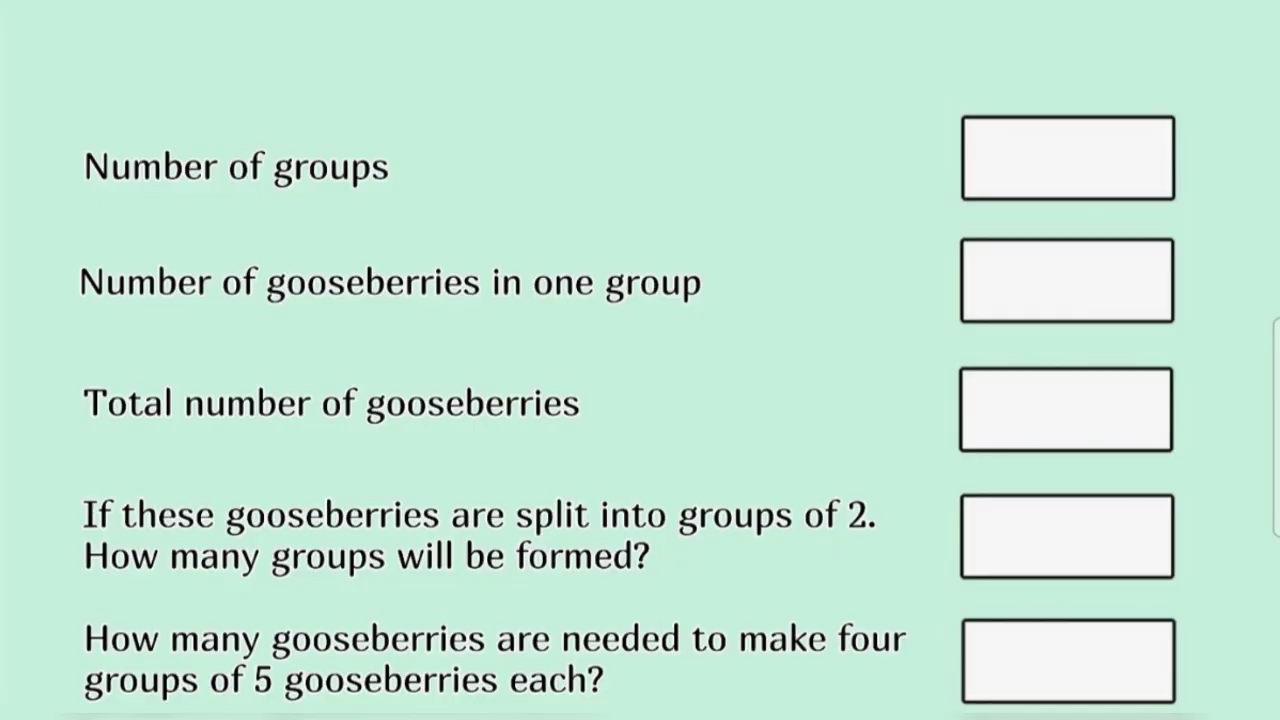 Number of groups
Number of gooseberries in one group
Total number of gooseberries
If these gooseberries are split into groups of 2.
How many groups will be formed?
How many gooseberries are needed to make four
groups of 5 gooseberries each?